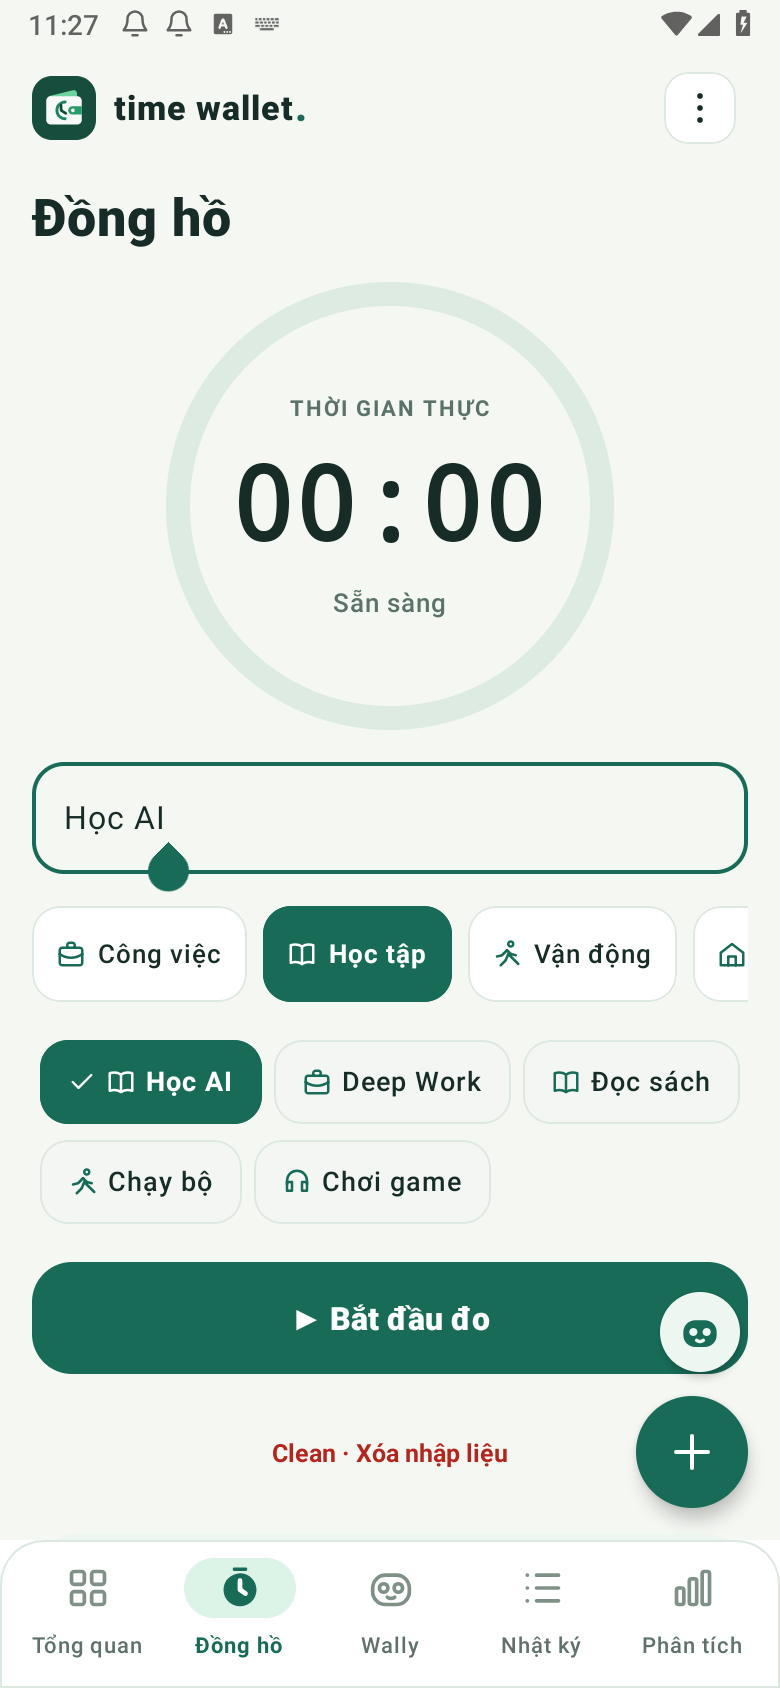 11:27
time wallet.
Đồng hồ
THỜI GIAN THỰC
00:00
Sẵn sàng
Học AI
Công việc Học tập Vận động
Học AI Deep Work Đọc sách
Chạy bộ Chơi game
▶ Bắt đầu đo
Clean · Xóa nhập liệu
Tổng quan Đồng hồ Wally Nhật ký Phân tích